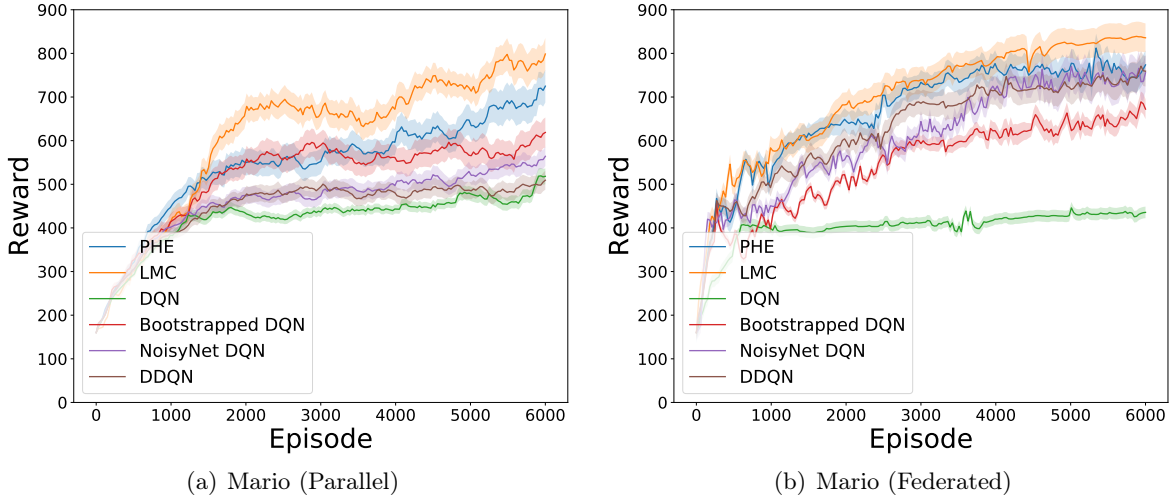 900
800
700
600
500
400
300
200
100
0
Reward
PHE
LMC
DQN
Bootstrapped DQN
NoisyNet DQN
DDQN
0 1000 2000 3000 4000 5000 6000
Episode
(a) Mario (Parallel)
900
800
700
600
500
400
300
200
100
0
Reward
PHE
LMC
DQN
Bootstrapped DQN
NoisyNet DQN
DDQN
0 1000 2000 3000 4000 5000 6000
Episode
(b) Mario (Federated)